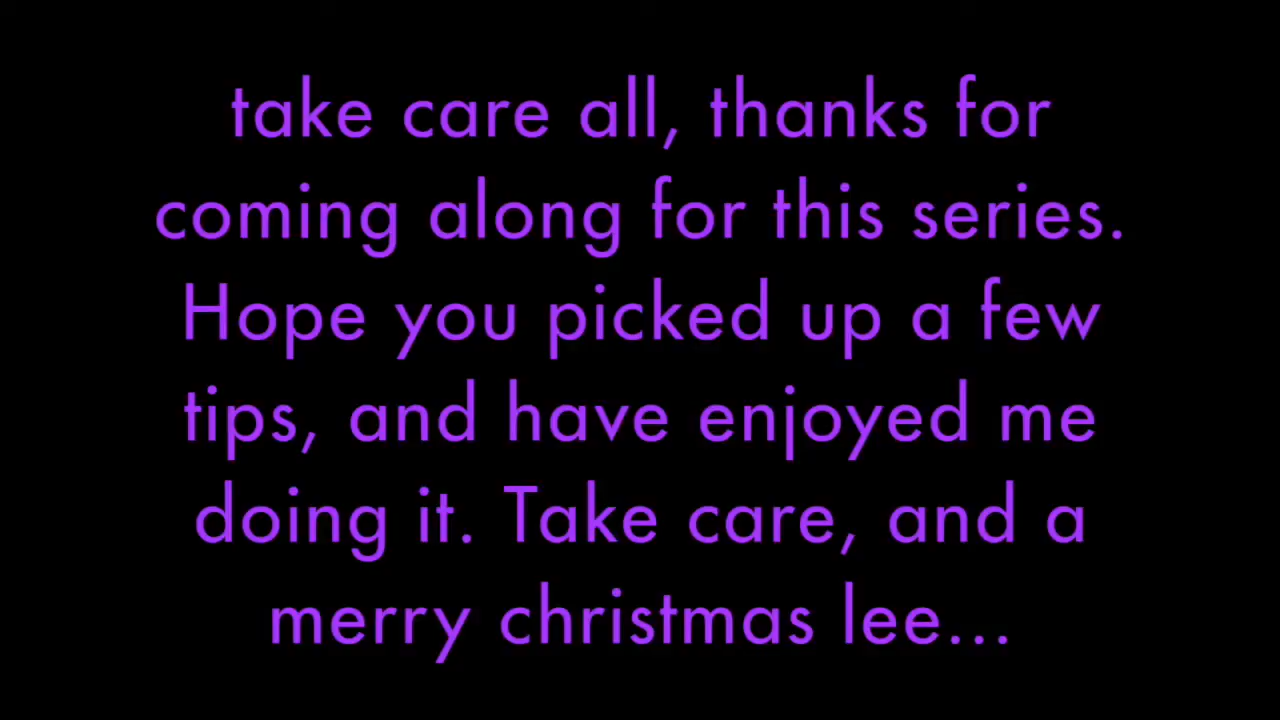 take care all, thanks for
coming along for this series.
Hope you picked up a few
tips, and have enjoyed me
doing it. Take care, and a
merry christmas lee...